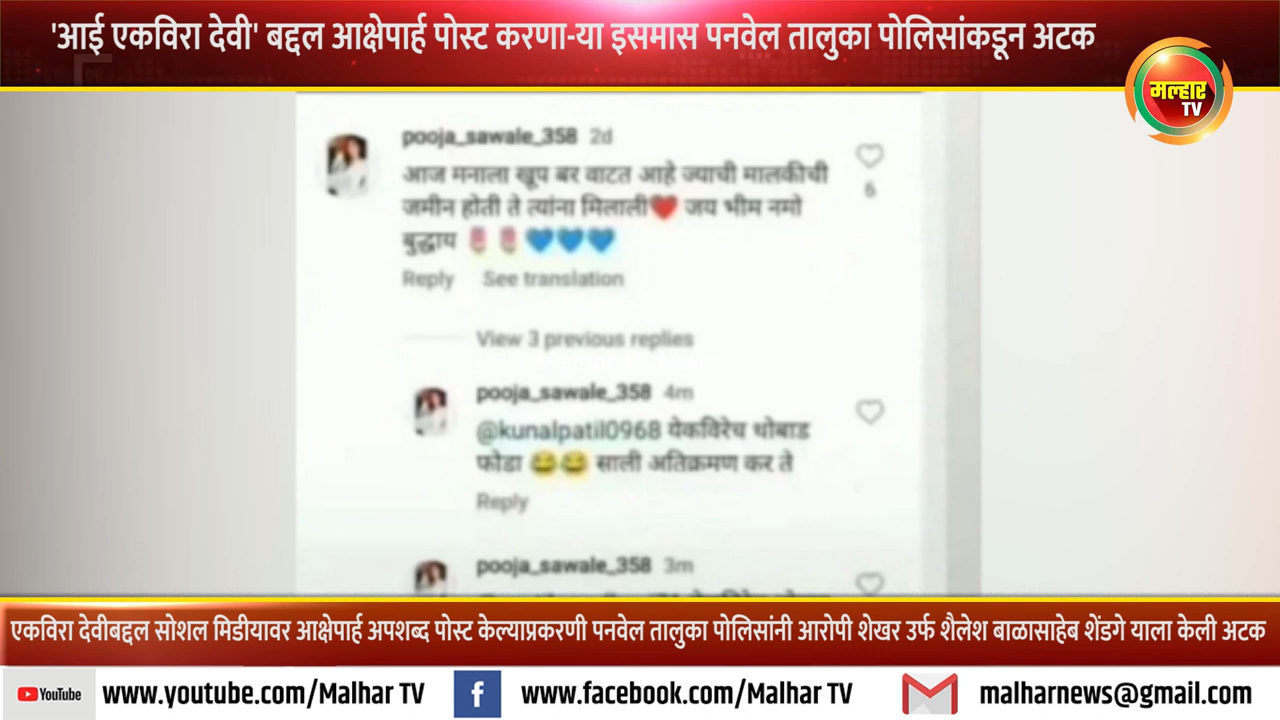 'आई एकविरा देवी' बद्दल आक्षेपार्ह पोस्ट करणा-या इसमास पनवेल तालुका पोलिसांकडून अटक
मल्हार
TV
pooja_sawale_358 2d
आज मनाला खूप बर वाटत आहे ज्याची मालकीची
जमीन होती ते त्यांना मिलाली❤️ जय भीम नमो
बुद्धाय 🌷🌷💙💙💙
6
Reply See translation
View 3 previous replies
pooja_sawale_358 4m
@kunalpatil0968 येकविरेच थोबाड
फोडा 😂😂 साली अतिक्रमण कर ते
Reply
pooja_sawale_358 3m
एकविरा देवीबद्दल सोशल मिडीयावर आक्षेपार्ह अपशब्द पोस्ट केल्याप्रकरणी पनवेल तालुका पोलिसांनी आरोपी शेखर उर्फ शैलेश बाळासाहेब शेंडगे याला केली अटक
YouTube www.youtube.com/Malhar TV f www.facebook.com/Malhar TV malharnews@gmail.com